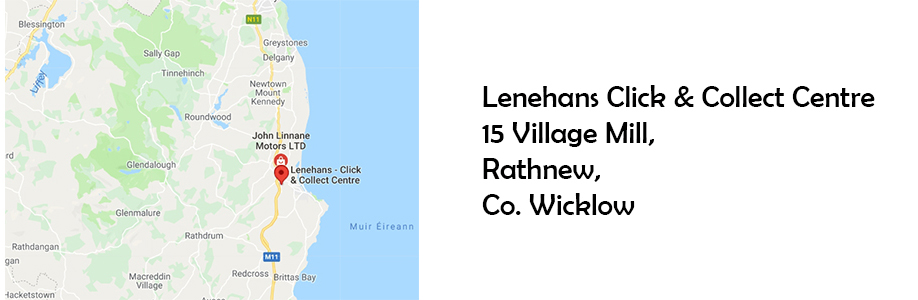 N11
Blessington
Greystones
Sally Gap
Delgany
Tinnehinch
uffe
Newtown
Mount
Kennedy
Roundwood
John Linnane
Motors LTD
Glendalough
Lenehans - Click
& Collect Centre
Glenmalure
Muir Éireann
Rathdrum
Rathdangan
gan
M11
Macreddin
Village
Redcross
Brittas Bay
Hacketstown
Lenehans Click & Collect Centre
15 Village Mill,
Rathnew,
Co. Wicklow